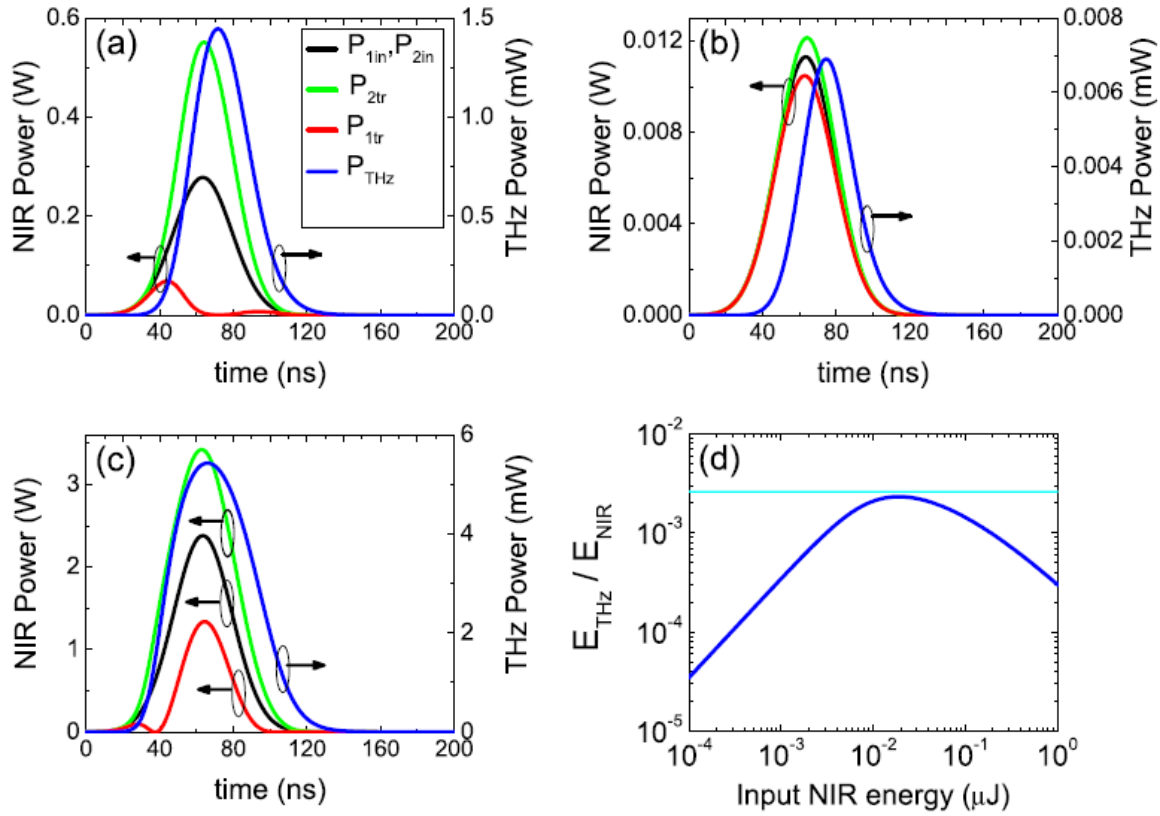 (a)
NIR Power (W)
0.6
0.4
0.2
0.0
1.5
1.0
0.5
0.0
THz Power (mW)
P1in,P2in
P2tr
P1tr
PTHz
0 40 80 120 160 200
time (ns)
(b)
NIR Power (W)
0.012
0.008
0.004
0.000
0.008
0.006
0.004
0.002
0.000
THz Power (mW)
0 40 80 120 160 200
time (ns)
(c)
NIR Power (W)
3
2
1
0
6
4
2
0
THz Power (mW)
0 40 80 120 160 200
time (ns)
(d)
ETHz / ENIR
10-2
10-3
10-4
10-5
10-4 10-3 10-2 10-1 100
Input NIR energy (μJ)